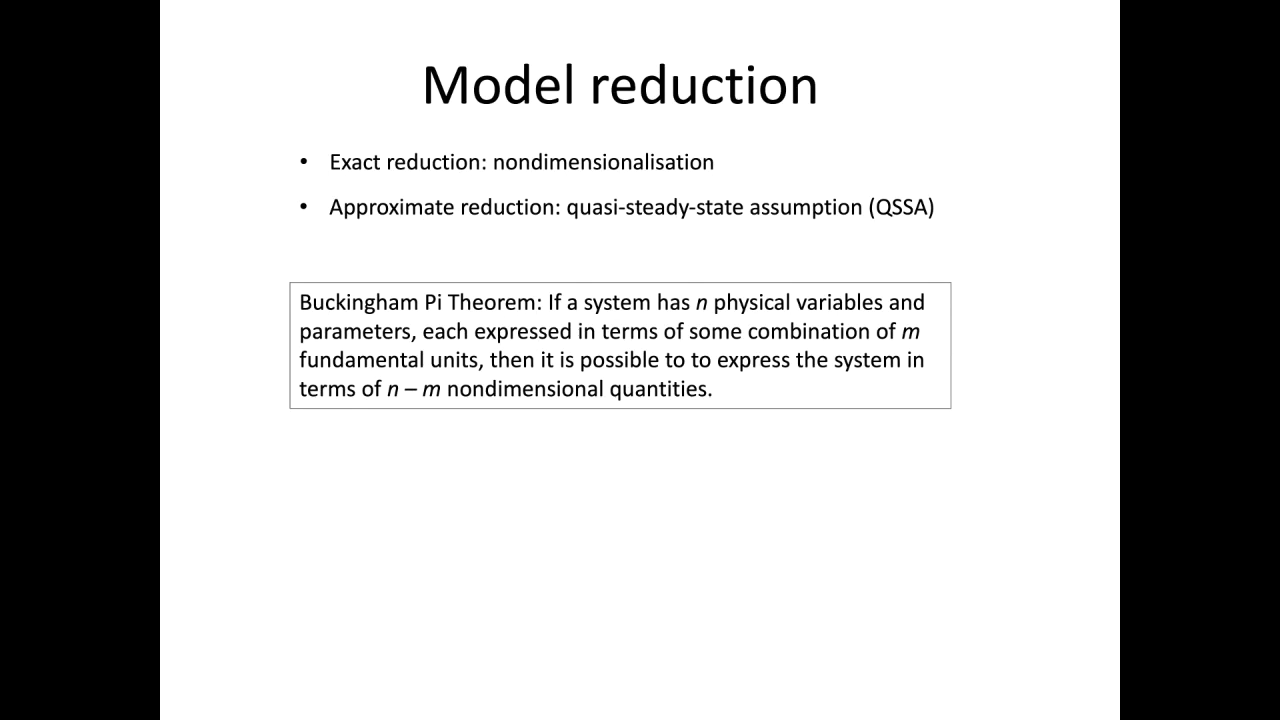 Model reduction
• Exact reduction: nondimensionalisation
• Approximate reduction: quasi-steady-state assumption (QSSA)
Buckingham Pi Theorem: If a system has n physical variables and
parameters, each expressed in terms of some combination of m
fundamental units, then it is possible to to express the system in
terms of n – m nondimensional quantities.